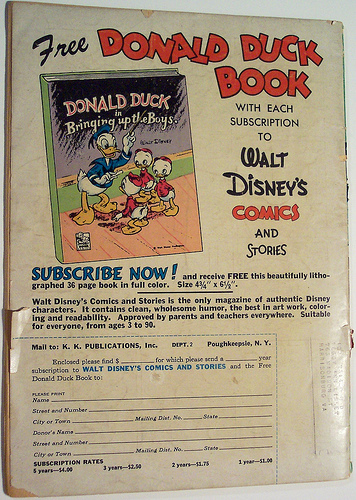 Free DONALD DUCK
BOOK
WITH EACH
SUBSCRIPTION
TO
WALT
DISNEY'S
COMICS
AND
STORIES
DONALD DUCK
in
Bringing up the Boys.
Walt Disney
SUBSCRIBE NOW! and receive FREE this beautifully litho-
graphed 36 page book in full color. Size 4¾" x 6½".
Walt Disney's Comics and Stories is the only magazine of authentic Disney
characters. It contains clean, wholesome humor, the best in art work, color-
ing and readability. Approved by parents and teachers everywhere. Suitable
for everyone, from ages 3 to 90.
Mail to: K. K. PUBLICATIONS, Inc. DEPT. 2 Poughkeepsie, N. Y.
Enclosed please find $ for which please send a year
subscription to WALT DISNEY'S COMICS AND STORIES and the Free
Donald Duck Book to:
PLEASE PRINT
Name
Street and Number
City or Town Mailing Dist. No. State
Donor's Name
Street and Number
City or Town Mailing Dist. No. State
SUBSCRIPTION RATES
5 years—$4.00 3 years—$2.50 2 years—$1.75 1 year—$1.00